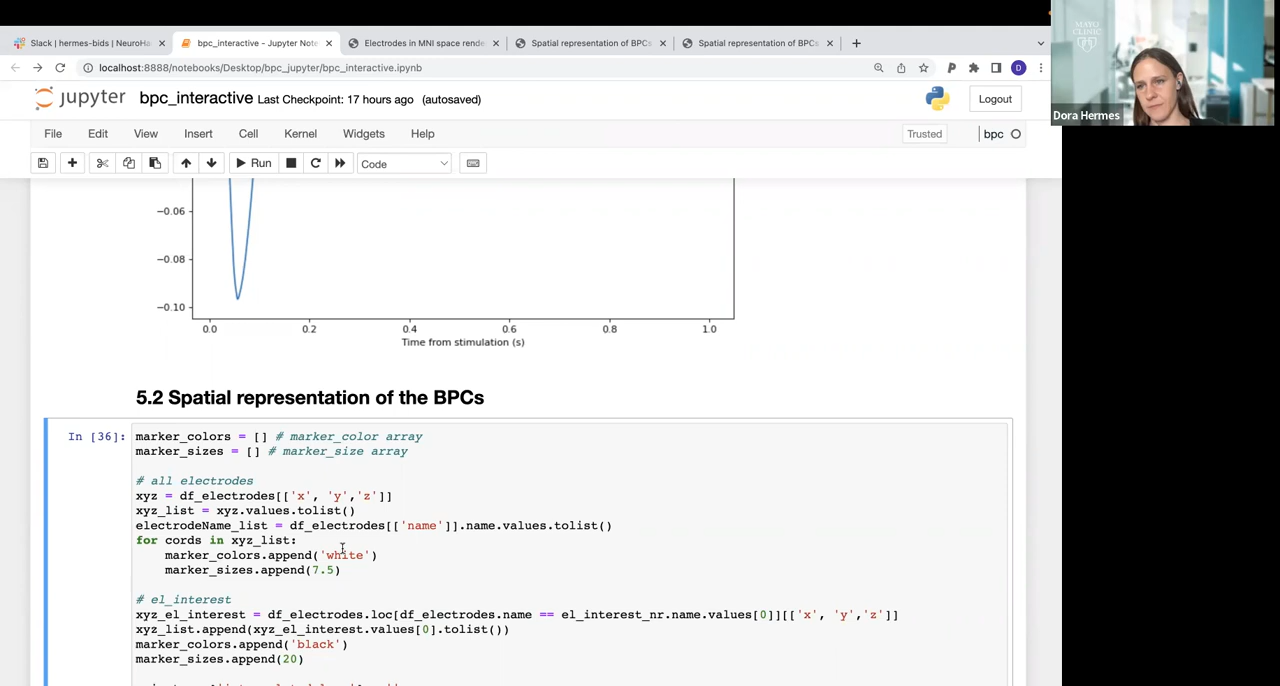 Slack | hermes-bids | NeuroHa
bpc_interactive - Jupyter Note
Electrodes in MNI space rende
Spatial representation of BPCs
Spatial representation of BPCs
localhost:8888/notebooks/Desktop/bpc_jupyter/bpc_interactive.ipynb
D
MAYO
CLINIC
Dora Hermes
jupyter bpc_interactive Last Checkpoint: 17 hours ago (autosaved)
Logout
File Edit View Insert Cell Kernel Widgets Help
Trusted
bpc
Run
Code
−0.06
−0.08
−0.10
0.0 0.2 0.4 0.6 0.8 1.0
Time from stimulation (s)
5.2 Spatial representation of the BPCs
In [36]:
marker_colors = [] # marker_color array
marker_sizes = [] # marker_size array
# all electrodes
xyz = df_electrodes[['x', 'y','z']]
xyz_list = xyz.values.tolist()
electrodeName_list = df_electrodes[['name']].name.values.tolist()
for cords in xyz_list:
marker_colors.append('white')
marker_sizes.append(7.5)
# el_interest
xyz_el_interest = df_electrodes.loc[df_electrodes.name == el_interest_nr.name.values[0]][['x', 'y','z']]
xyz_list.append(xyz_el_interest.values[0].tolist())
marker_colors.append('black')
marker_sizes.append(20)